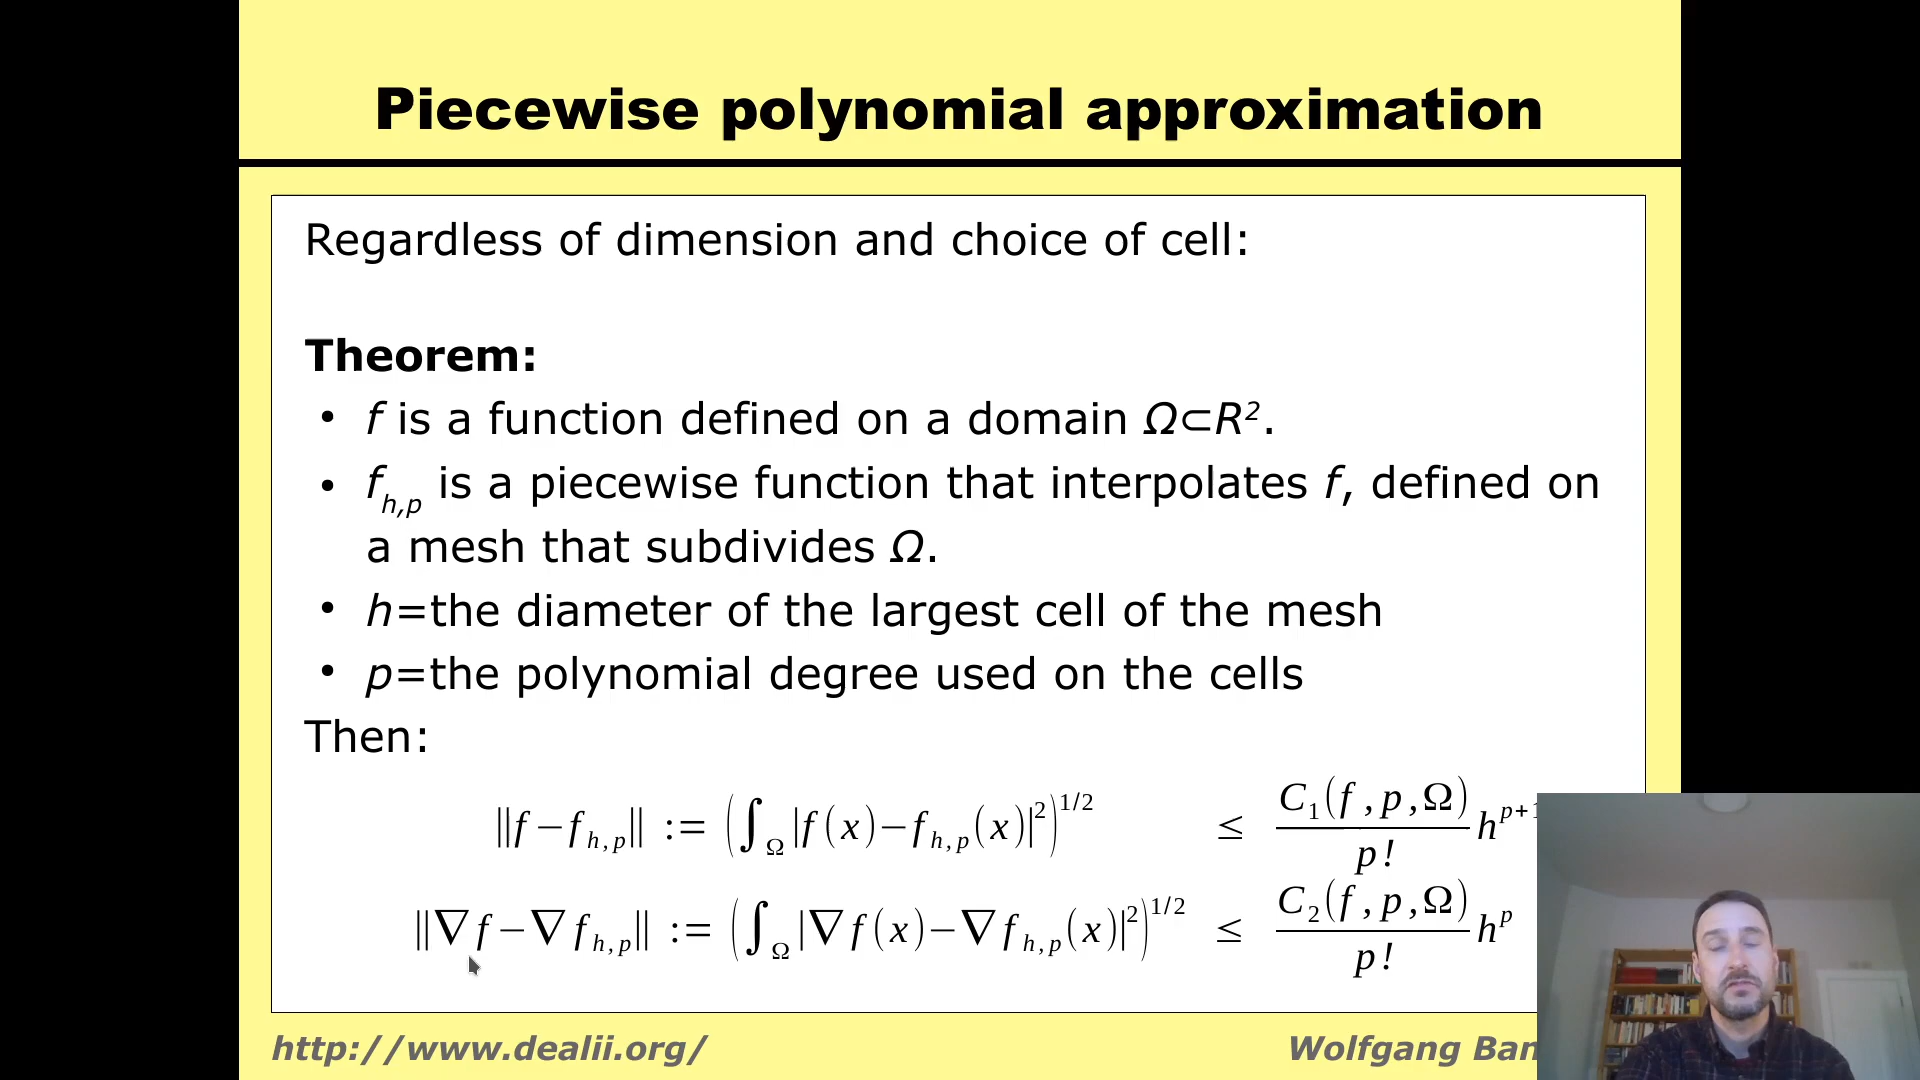 Piecewise polynomial approximation
Regardless of dimension and choice of cell:
Theorem:
• f is a function defined on a domain Ω⊂R².
• f_{h,p} is a piecewise function that interpolates f, defined on
a mesh that subdivides Ω.
• h=the diameter of the largest cell of the mesh
• p=the polynomial degree used on the cells
Then:
‖f−f_{h,p}‖ := (∫_Ω |f(x)−f_{h,p}(x)|²)^{1/2} ≤ C₁(f,p,Ω)/p! h^{p+1}
‖∇f−∇f_{h,p}‖ := (∫_Ω |∇f(x)−∇f_{h,p}(x)|²)^{1/2} ≤ C₂(f,p,Ω)/p! h^p
http://www.dealii.org/ Wolfgang Ban